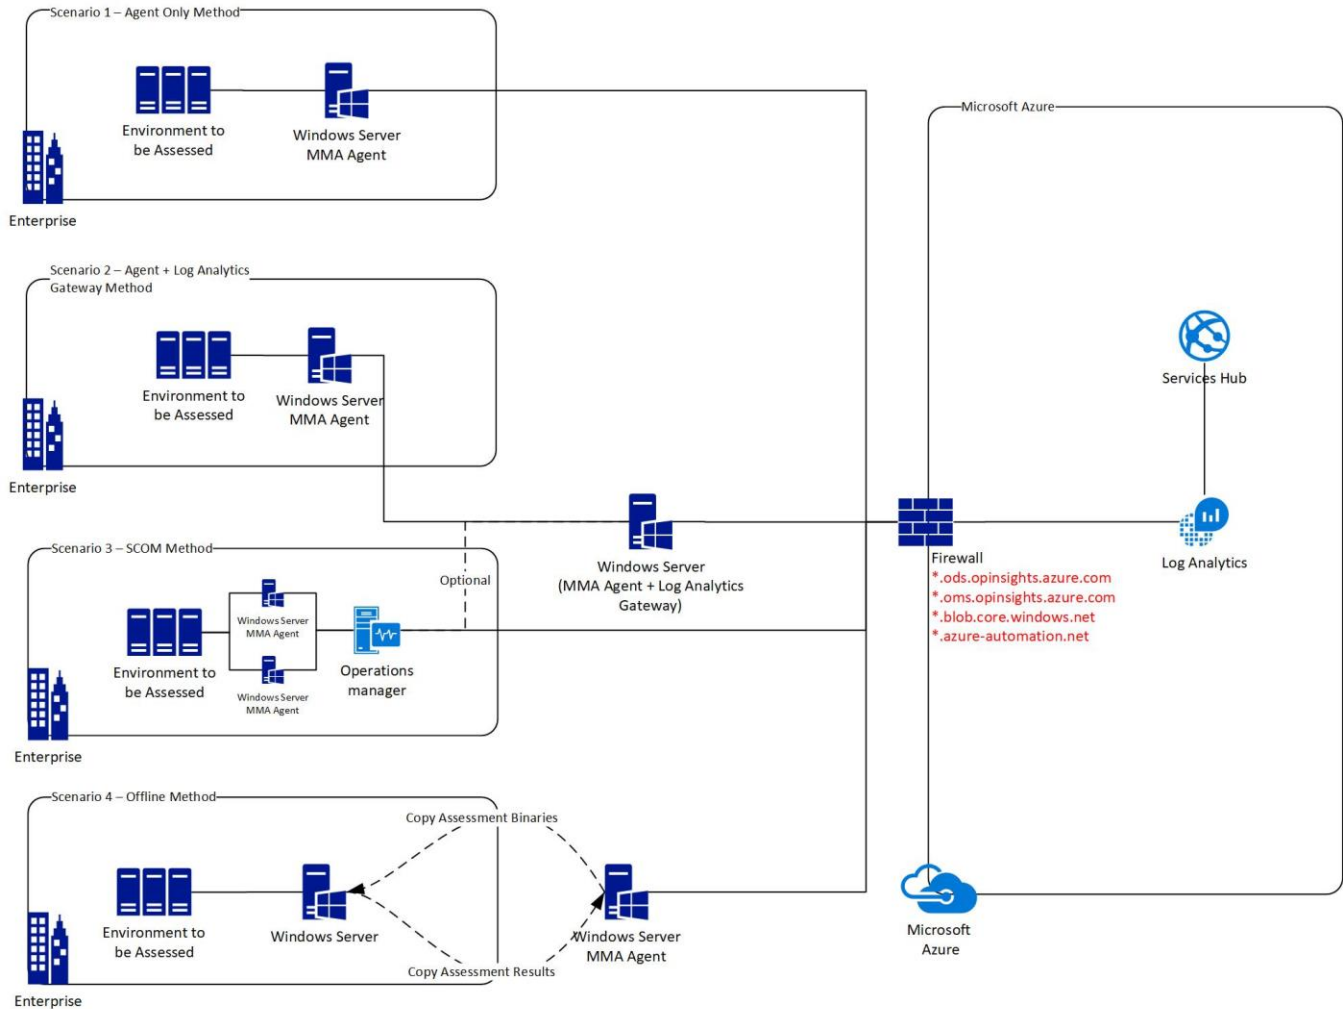 Scenario 1 – Agent Only Method
Environment to
be Assessed
Windows Server
MMA Agent
Enterprise
Scenario 2 – Agent + Log Analytics
Gateway Method
Environment to
be Assessed
Windows Server
MMA Agent
Enterprise
Scenario 3 – SCOM Method
Environment to
be Assessed
Windows Server
MMA Agent
Windows Server
MMA Agent
Operations
manager
Optional
Enterprise
Windows Server
(MMA Agent + Log Analytics
Gateway)
Scenario 4 – Offline Method
Environment to
be Assessed
Windows Server
Copy Assessment Binaries
Copy Assessment Results
Windows Server
MMA Agent
Enterprise
Microsoft Azure
Services Hub
Log Analytics
Firewall
*.ods.opinsights.azure.com
*.oms.opinsights.azure.com
*.blob.core.windows.net
*.azure-automation.net
Microsoft
Azure